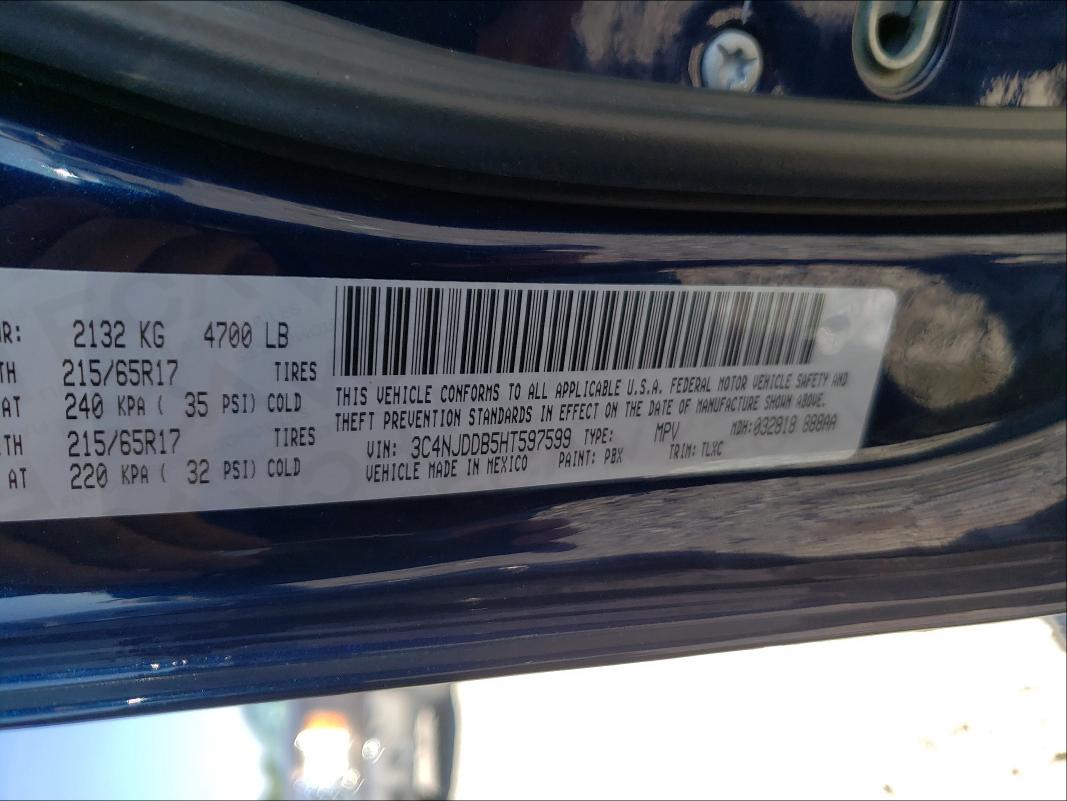 AR: 2132 KG 4700 LB
TH 215/65R17 TIRES
AT 240 KPA ( 35 PSI) COLD
TH 215/65R17 TIRES
AT 220 KPA ( 32 PSI) COLD
THIS VEHICLE CONFORMS TO ALL APPLICABLE U.S.A. FEDERAL MOTOR VEHICLE SAFETY AND
THEFT PREVENTION STANDARDS IN EFFECT ON THE DATE OF MANUFACTURE SHOWN ABOVE.
VIN: 3C4NJDDB5HT597599 TYPE: MPV MDH:032818 888AA
VEHICLE MADE IN MEXICO PAINT: PBX TRIM: TLXC